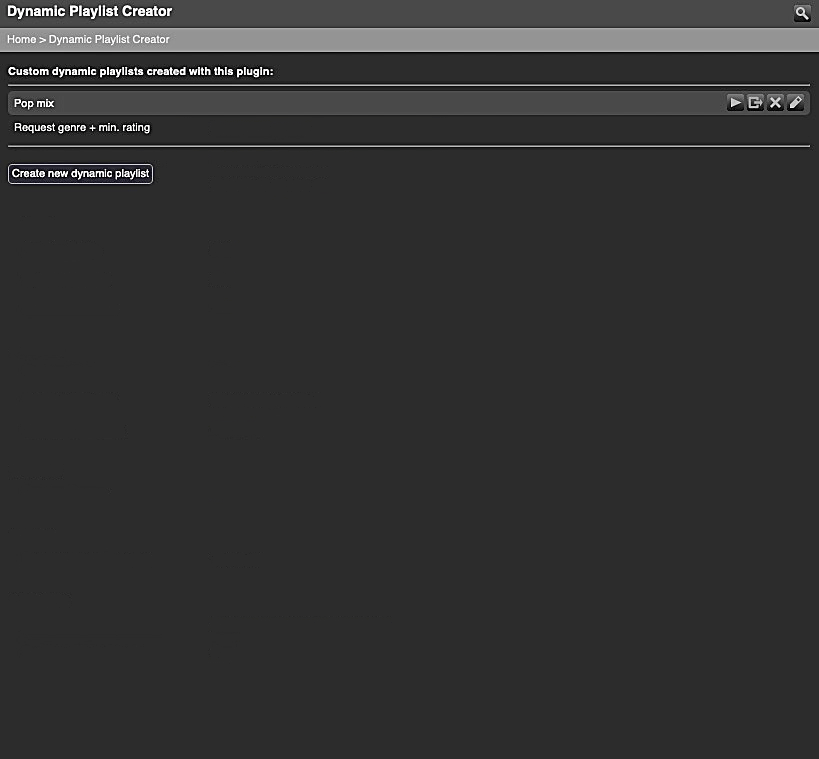 Dynamic Playlist Creator
Home > Dynamic Playlist Creator
Custom dynamic playlists created with this plugin:
Pop mix
Request genre + min. rating
Create new dynamic playlist